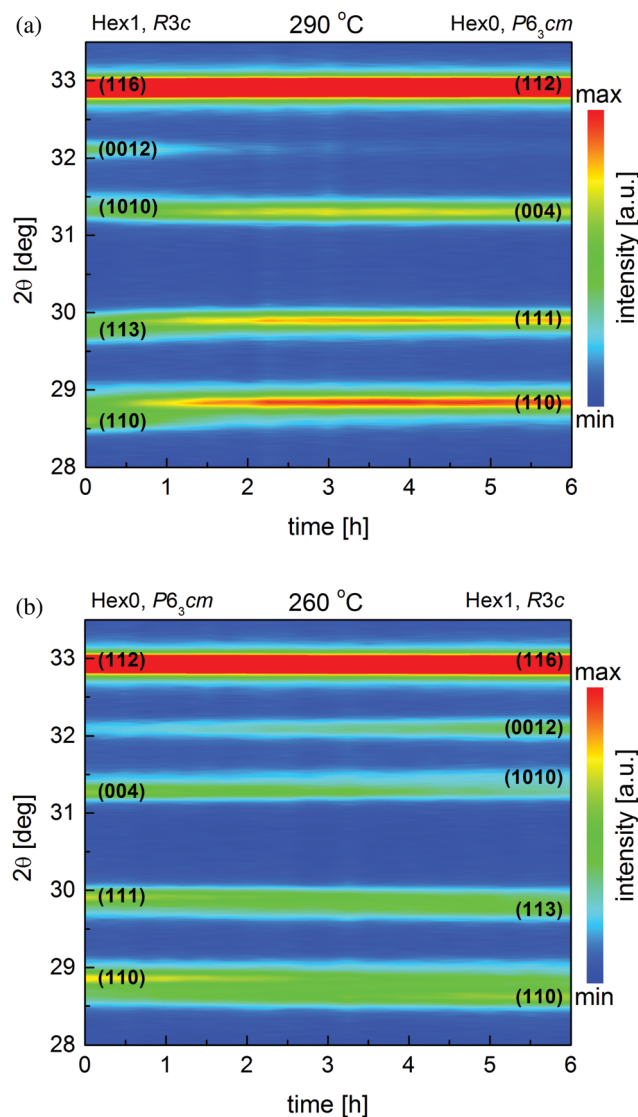 (a)
Hex1, R3c 290 °C Hex0, P6₃cm
33 (116) (112) max
32 (0012)
(1010) (004)
31
30 (113) (111)
29
(110) (110)
28 min
2θ [deg]
intensity [a.u.]
0 1 2 3 4 5 6
time [h]
(b)
Hex0, P6₃cm 260 °C Hex1, R3c
33 (112) (116) max
32 (0012)
(004) (1010)
31
30 (111) (113)
29
(110) (110)
28 min
2θ [deg]
intensity [a.u.]
0 1 2 3 4 5 6
time [h]